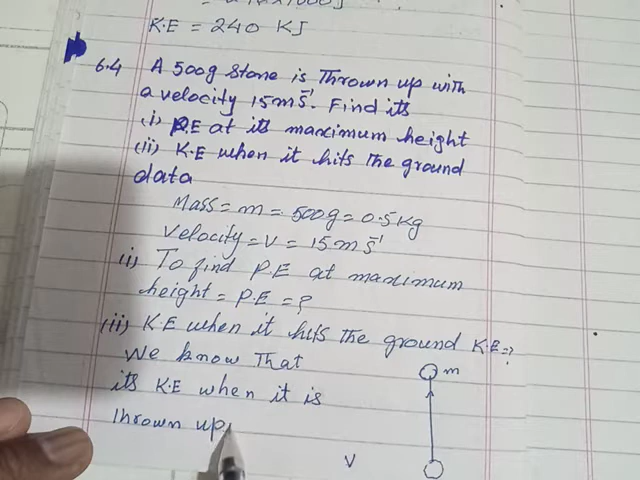 K.E = 240 KJ
6.4 A 500g stone is Thrown up with
a velocity 15ms⁻¹. Find its
(i) P.E at its maximum height
(ii) K.E when it hits the ground
data
Mass = m = 500g = 0.5 Kg
Velocity = V = 15ms⁻¹
(i) To find P.E at maximum
height = P.E = ?
(ii) K.E when it hits the ground K.E = ?
We know That
its K.E when it is
Thrown up
m
V